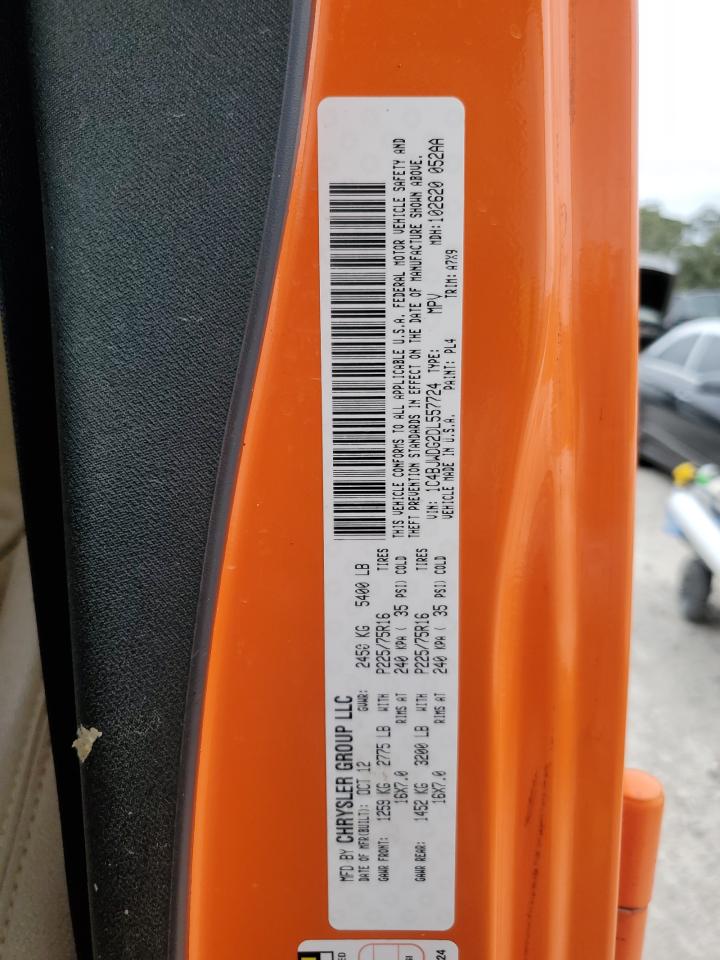 MFD BY CHRYSLER GROUP LLC
DATE OF MFR(BUILT): OCT 12 GVWR: 2450 KG 5400 LB
GAWR FRONT: 1259 KG 2775 LB WITH P225/75R16 TIRES
16X7.0 RIMS AT 240 KPA ( 35 PSI) COLD
GAWR REAR: 1452 KG 3200 LB WITH P225/75R16 TIRES
16X7.0 RIMS AT 240 KPA ( 35 PSI) COLD
THIS VEHICLE CONFORMS TO ALL APPLICABLE U.S.A. FEDERAL MOTOR VEHICLE SAFETY AND
THEFT PREVENTION STANDARDS IN EFFECT ON THE DATE OF MANUFACTURE SHOWN ABOVE.
VIN: 1C4BJWDG2DL557724 TYPE: MPV MDH: 102620 052AA
VEHICLE MADE IN U.S.A. PAINT: PL4 TRIM: A7X9
24